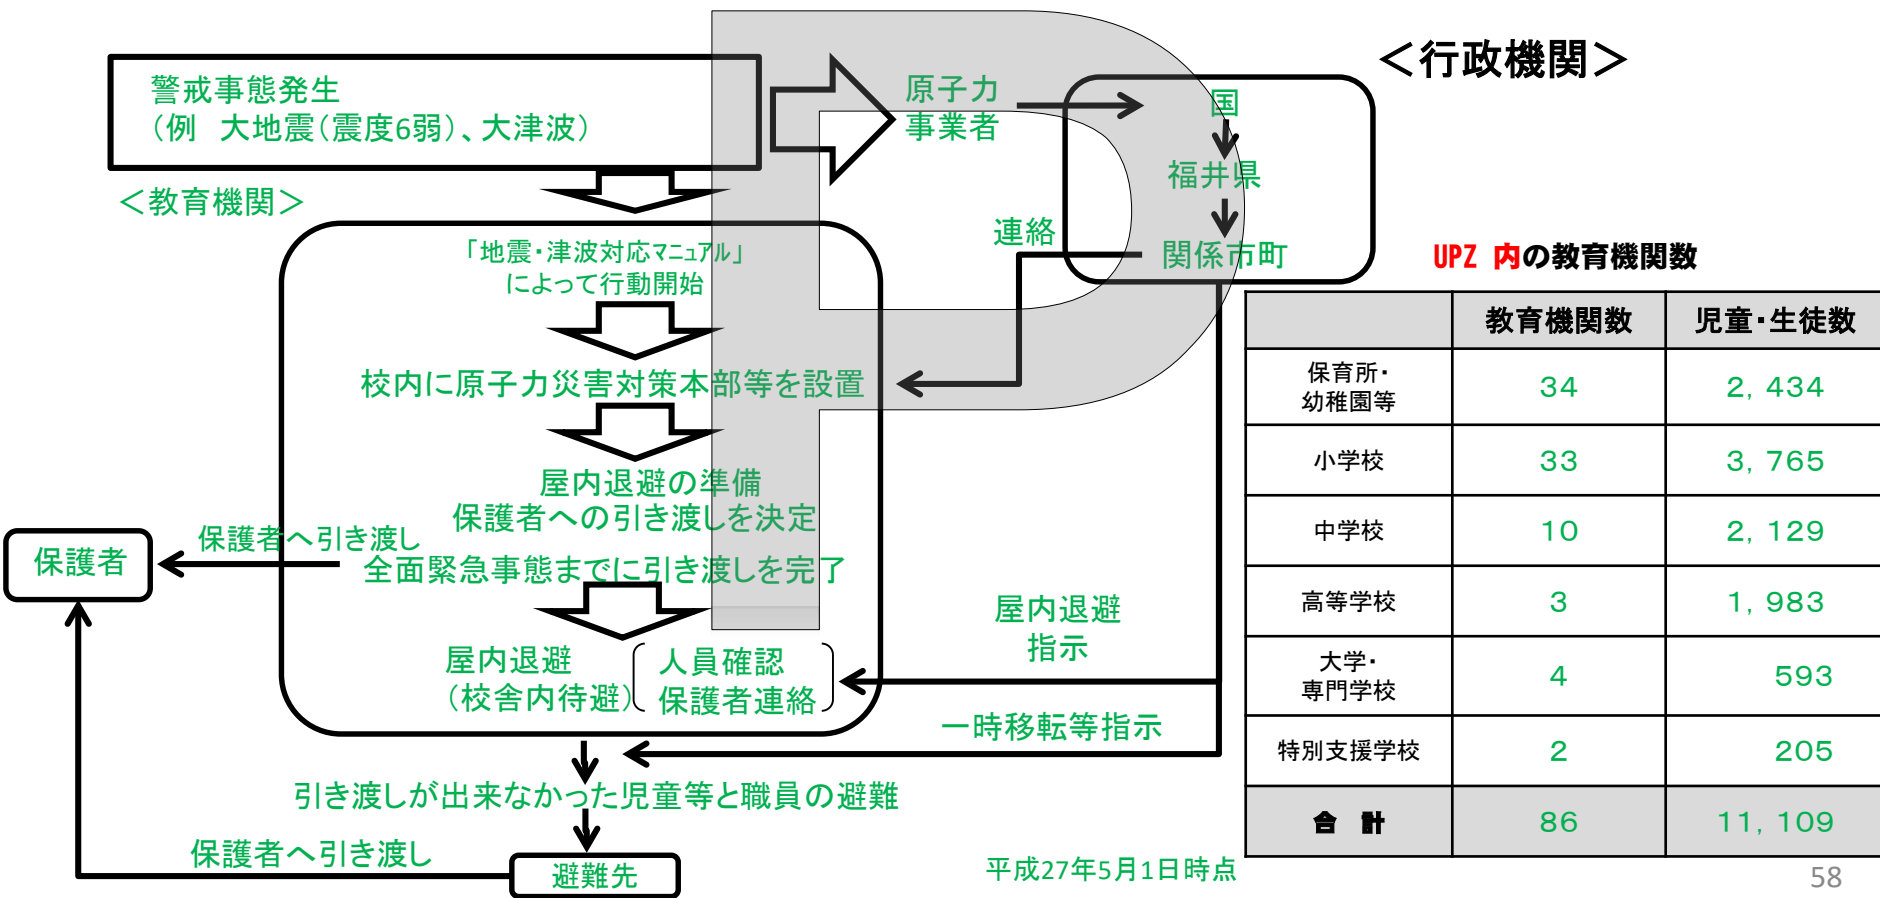 <行政機関>
警戒事態発生
(例　大地震(震度6弱)、大津波)
原子力
事業者
国
福井県
関係市町
連絡
<教育機関>
「地震・津波対応マニュアル」
によって行動開始
校内に原子力災害対策本部等を設置
屋内退避の準備
保護者への引き渡しを決定
保護者へ引き渡し
保護者
全面緊急事態までに引き渡しを完了
屋内退避
(校舎内待避)
人員確認
保護者連絡
屋内退避
指示
一時移転等指示
引き渡しが出来なかった児童等と職員の避難
保護者へ引き渡し
避難先
UPZ 内の教育機関数
教育機関数　児童・生徒数
保育所・
幼稚園等　34　2,434
小学校　33　3,765
中学校　10　2,129
高等学校　3　1,983
大学・
専門学校　4　593
特別支援学校　2　205
合　計　86　11,109
平成27年5月1日時点
58
P